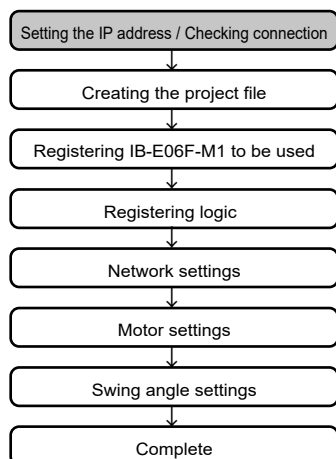 Setting the IP address / Checking connection
Creating the project file
Registering IB-E06F-M1 to be used
Registering logic
Network settings
Motor settings
Swing angle settings
Complete